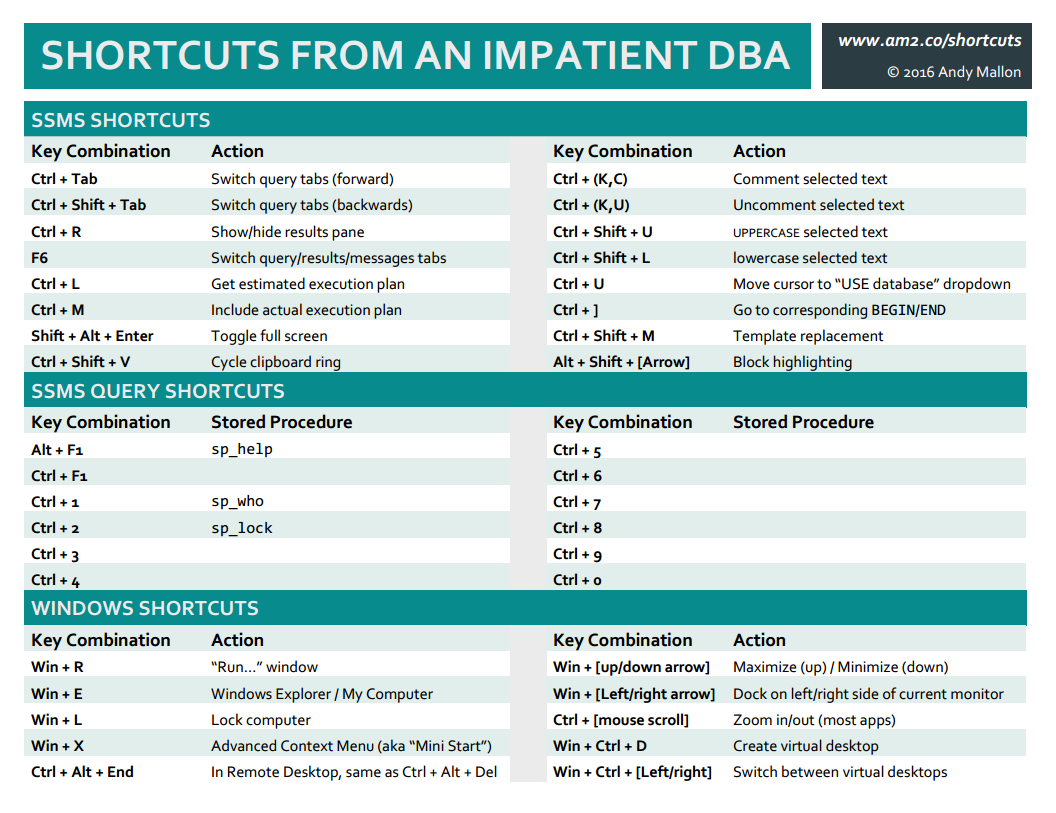 SHORTCUTS FROM AN IMPATIENT DBA
www.am2.co/shortcuts
© 2016 Andy Mallon
SSMS SHORTCUTS
Key Combination Action Key Combination Action
Ctrl + Tab Switch query tabs (forward) Ctrl + (K,C) Comment selected text
Ctrl + Shift + Tab Switch query tabs (backwards) Ctrl + (K,U) Uncomment selected text
Ctrl + R Show/hide results pane Ctrl + Shift + U UPPERCASE selected text
F6 Switch query/results/messages tabs Ctrl + Shift + L lowercase selected text
Ctrl + L Get estimated execution plan Ctrl + U Move cursor to “USE database” dropdown
Ctrl + M Include actual execution plan Ctrl + ] Go to corresponding BEGIN/END
Shift + Alt + Enter Toggle full screen Ctrl + Shift + M Template replacement
Ctrl + Shift + V Cycle clipboard ring Alt + Shift + [Arrow] Block highlighting
SSMS QUERY SHORTCUTS
Key Combination Stored Procedure Key Combination Stored Procedure
Alt + F1 sp_help Ctrl + 5
Ctrl + F1 Ctrl + 6
Ctrl + 1 sp_who Ctrl + 7
Ctrl + 2 sp_lock Ctrl + 8
Ctrl + 3 Ctrl + 9
Ctrl + 4 Ctrl + 0
WINDOWS SHORTCUTS
Key Combination Action Key Combination Action
Win + R “Run…” window Win + [up/down arrow] Maximize (up) / Minimize (down)
Win + E Windows Explorer / My Computer Win + [Left/right arrow] Dock on left/right side of current monitor
Win + L Lock computer Ctrl + [mouse scroll] Zoom in/out (most apps)
Win + X Advanced Context Menu (aka “Mini Start”) Win + Ctrl + D Create virtual desktop
Ctrl + Alt + End In Remote Desktop, same as Ctrl + Alt + Del Win + Ctrl + [Left/right] Switch between virtual desktops